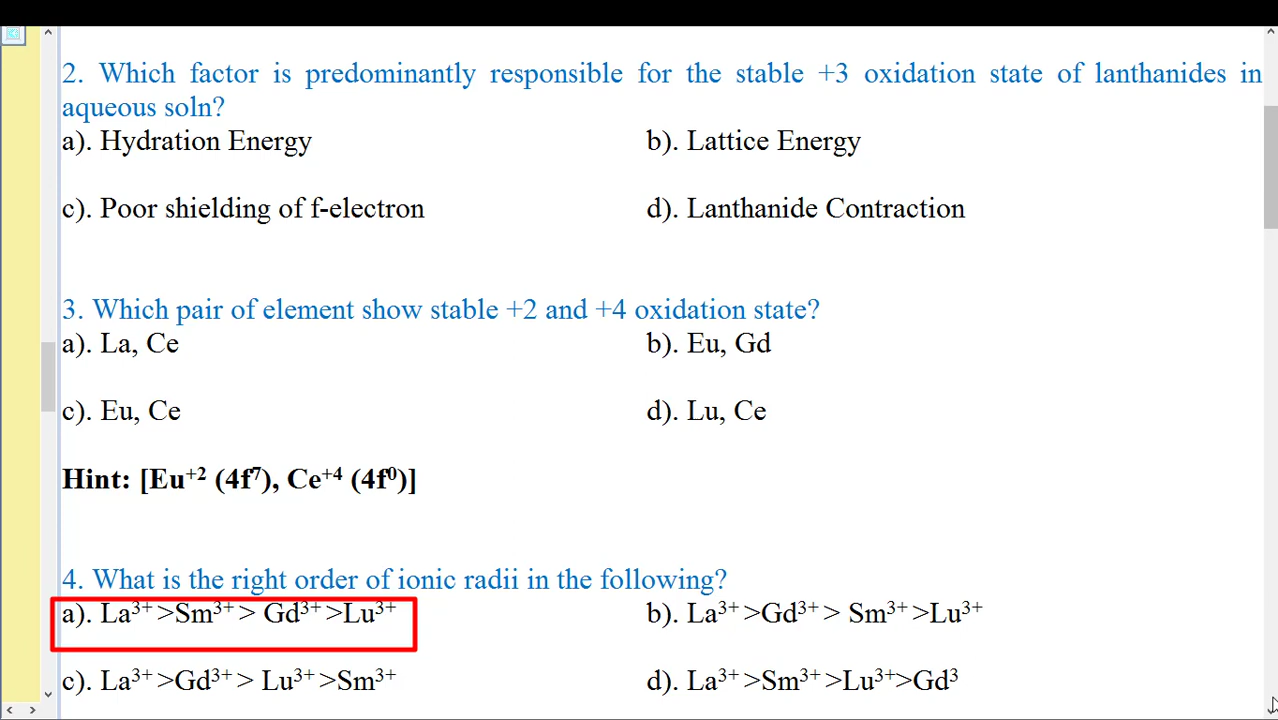 2. Which factor is predominantly responsible for the stable +3 oxidation state of lanthanides in
aqueous soln?
a). Hydration Energy b). Lattice Energy
c). Poor shielding of f-electron d). Lanthanide Contraction
3. Which pair of element show stable +2 and +4 oxidation state?
a). La, Ce b). Eu, Gd
c). Eu, Ce d). Lu, Ce
Hint: [Eu⁺² (4f⁷), Ce⁺⁴ (4f⁰)]
4. What is the right order of ionic radii in the following?
a). La³⁺ >Sm³⁺ > Gd³⁺ >Lu³⁺ b). La³⁺ >Gd³⁺ > Sm³⁺ >Lu³⁺
c). La³⁺ >Gd³⁺ > Lu³⁺ >Sm³⁺ d). La³⁺ >Sm³⁺ >Lu³⁺>Gd³